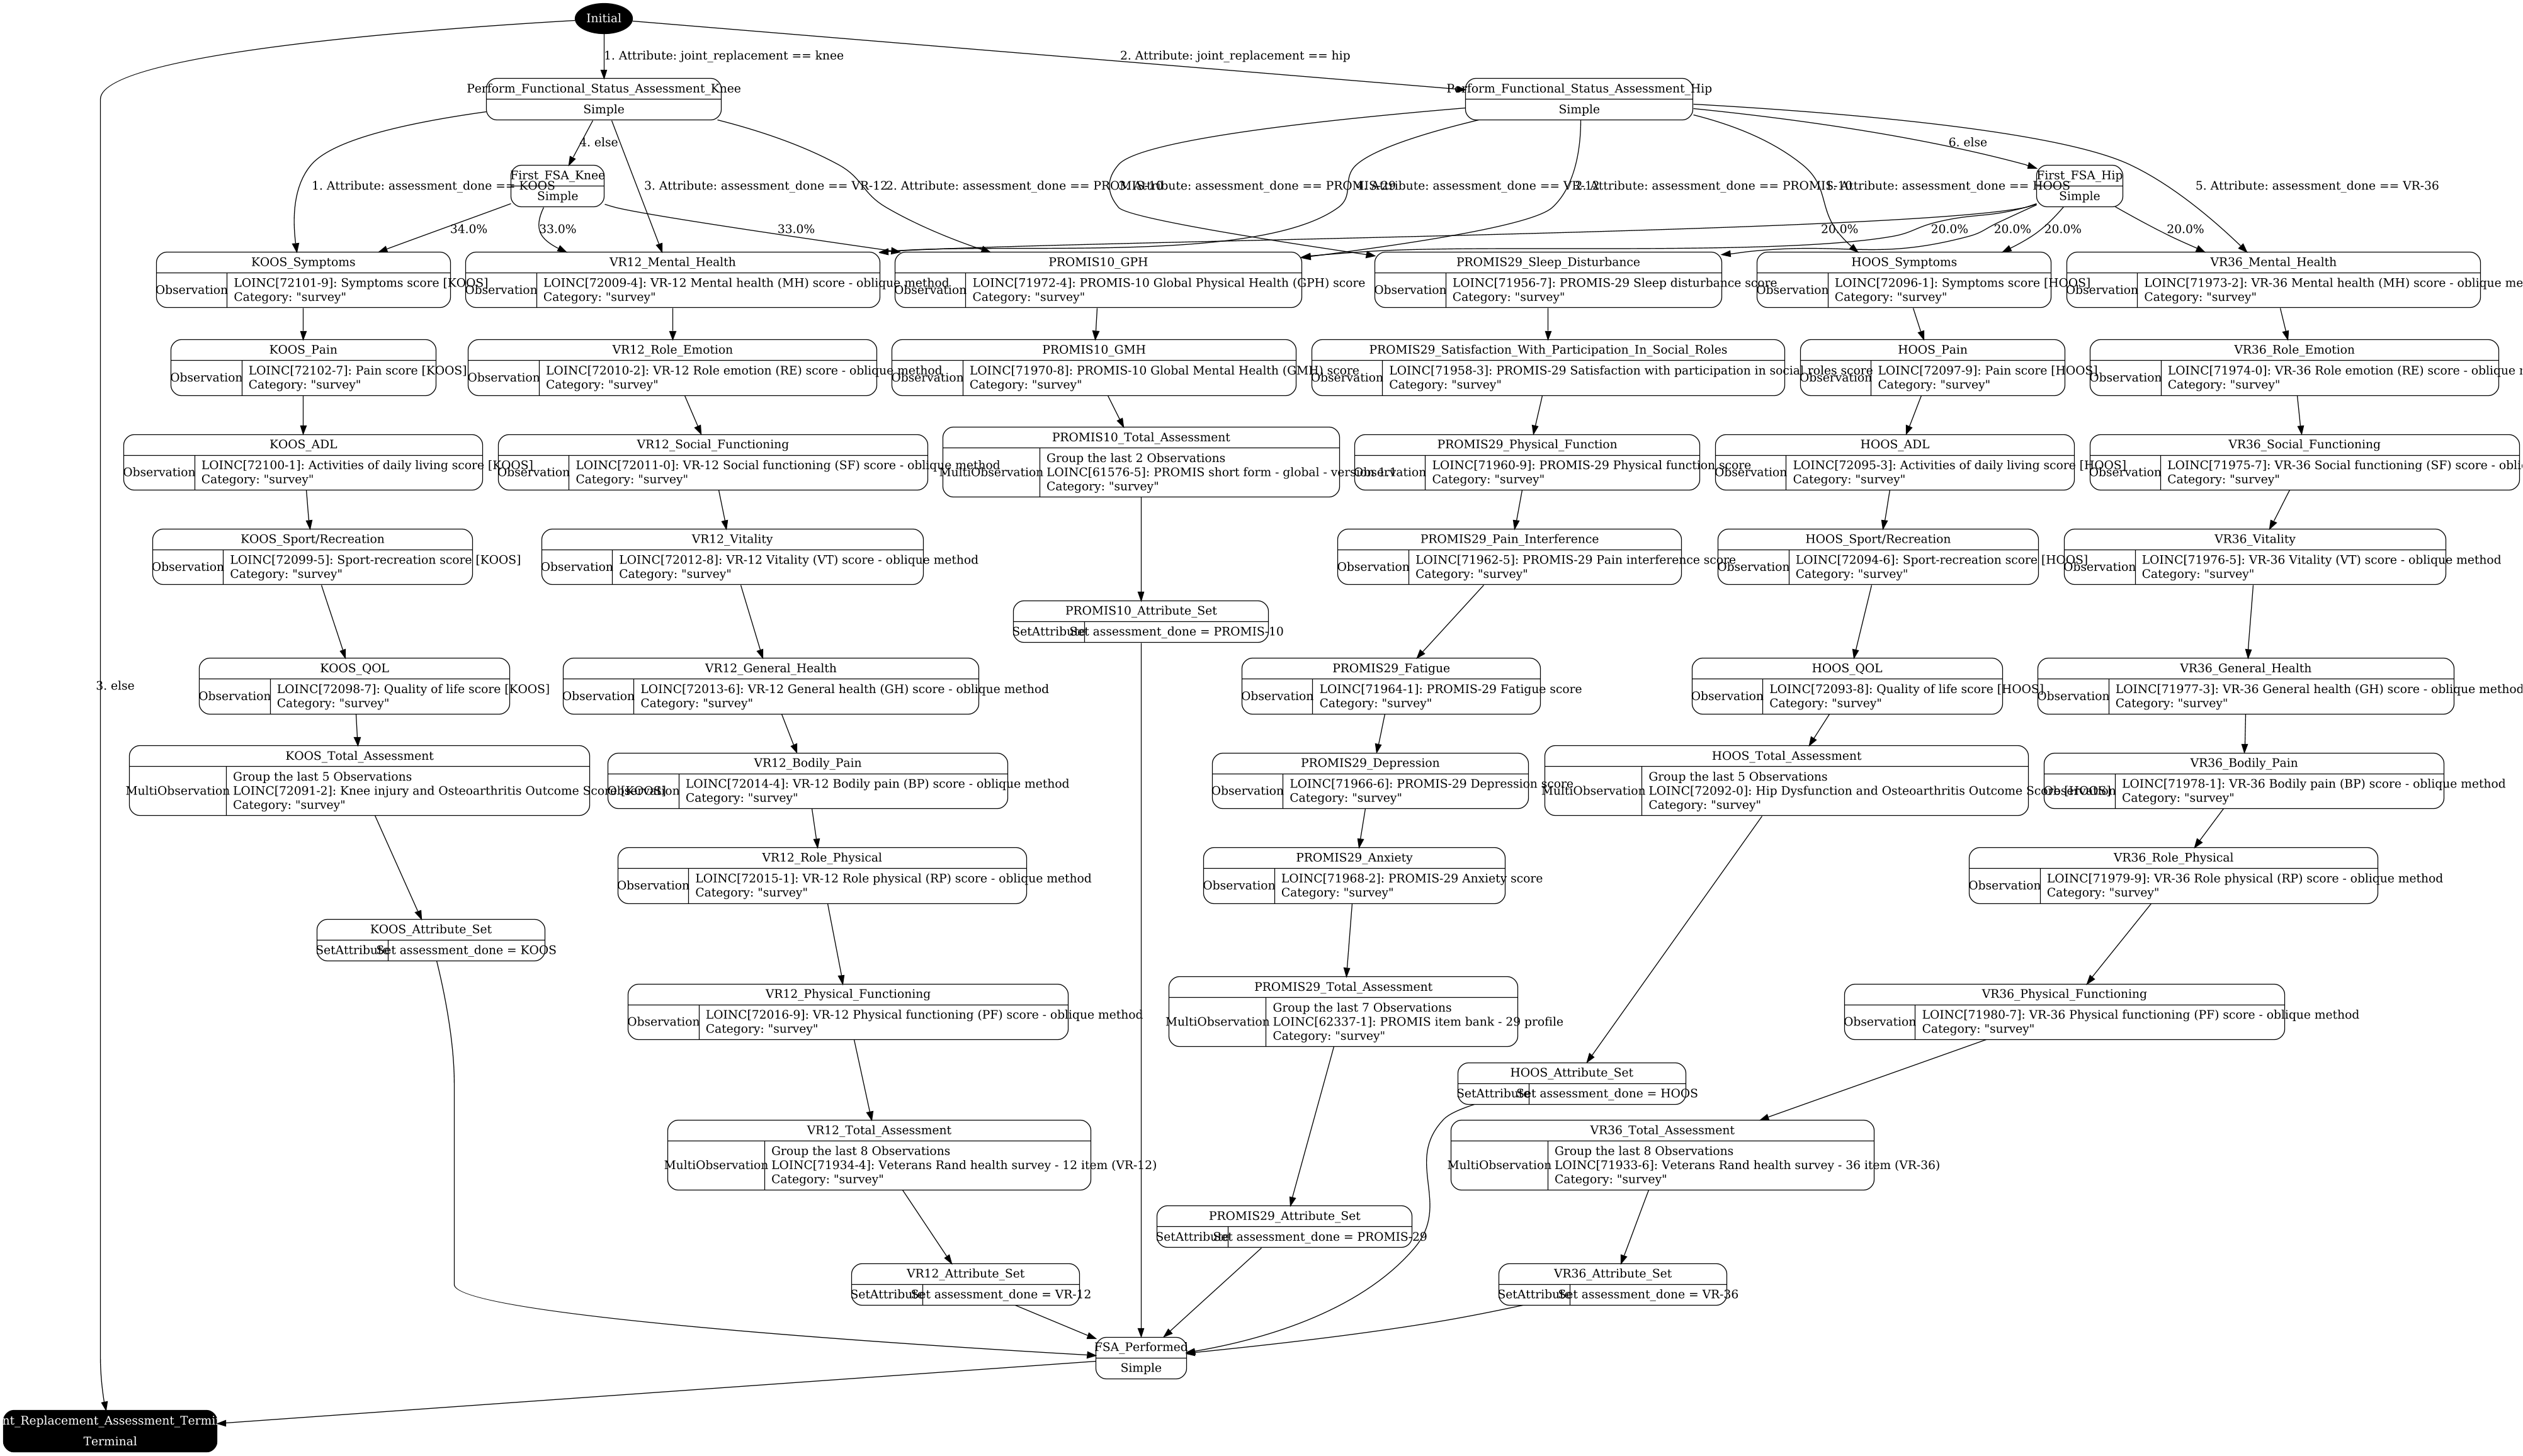 Initial
1. Attribute: joint_replacement == knee
2. Attribute: joint_replacement == hip
Perform_Functional_Status_Assessment_Knee
Simple
Perform_Functional_Status_Assessment_Hip
Simple
4. else
6. else
First_FSA_Knee
Simple
First_FSA_Hip
Simple
1. Attribute: assessment_done == KOOS
3. Attribute: assessment_done == VR-12
2. Attribute: assessment_done == PROMIS-10
3. Attribute: assessment_done == PROMIS-29
4. Attribute: assessment_done == VR-12
2. Attribute: assessment_done == PROMIS-10
1. Attribute: assessment_done == HOOS
5. Attribute: assessment_done == VR-36
34.0%
33.0%
33.0%
20.0%
20.0%
20.0%
20.0%
20.0%
KOOS_Symptoms
Observation
LOINC[72101-9]: Symptoms score [KOOS]
Category: "survey"
VR12_Mental_Health
Observation
LOINC[72009-4]: VR-12 Mental health (MH) score - oblique method
Category: "survey"
PROMIS10_GPH
Observation
LOINC[71972-4]: PROMIS-10 Global Physical Health (GPH) score
Category: "survey"
PROMIS29_Sleep_Disturbance
Observation
LOINC[71956-7]: PROMIS-29 Sleep disturbance score
Category: "survey"
HOOS_Symptoms
Observation
LOINC[72096-1]: Symptoms score [HOOS]
Category: "survey"
VR36_Mental_Health
Observation
LOINC[71973-2]: VR-36 Mental health (MH) score - oblique me
Category: "survey"
KOOS_Pain
Observation
LOINC[72102-7]: Pain score [KOOS]
Category: "survey"
VR12_Role_Emotion
Observation
LOINC[72010-2]: VR-12 Role emotion (RE) score - oblique method
Category: "survey"
PROMIS10_GMH
Observation
LOINC[71970-8]: PROMIS-10 Global Mental Health (GMH) score
Category: "survey"
PROMIS29_Satisfaction_With_Participation_In_Social_Roles
Observation
LOINC[71958-3]: PROMIS-29 Satisfaction with participation in social roles score
Category: "survey"
HOOS_Pain
Observation
LOINC[72097-9]: Pain score [HOOS]
Category: "survey"
VR36_Role_Emotion
Observation
LOINC[71974-0]: VR-36 Role emotion (RE) score - oblique
Category: "survey"
KOOS_ADL
Observation
LOINC[72100-1]: Activities of daily living score [KOOS]
Category: "survey"
VR12_Social_Functioning
Observation
LOINC[72011-0]: VR-12 Social functioning (SF) score - oblique method
Category: "survey"
PROMIS10_Total_Assessment
MultiObservation
Group the last 2 Observations
LOINC[61576-5]: PROMIS short form - global - version 1.1
Category: "survey"
PROMIS29_Physical_Function
Observation
LOINC[71960-9]: PROMIS-29 Physical function score
Category: "survey"
HOOS_ADL
Observation
LOINC[72095-3]: Activities of daily living score [HOOS]
Category: "survey"
VR36_Social_Functioning
Observation
LOINC[71975-7]: VR-36 Social functioning (SF) score - obli
Category: "survey"
KOOS_Sport/Recreation
Observation
LOINC[72099-5]: Sport-recreation score [KOOS]
Category: "survey"
VR12_Vitality
Observation
LOINC[72012-8]: VR-12 Vitality (VT) score - oblique method
Category: "survey"
PROMIS29_Pain_Interference
Observation
LOINC[71962-5]: PROMIS-29 Pain interference score
Category: "survey"
HOOS_Sport/Recreation
Observation
LOINC[72094-6]: Sport-recreation score [HOOS]
Category: "survey"
VR36_Vitality
Observation
LOINC[71976-5]: VR-36 Vitality (VT) score - oblique method
Category: "survey"
PROMIS10_Attribute_Set
SetAttribute
Set assessment_done = PROMIS-10
3. else
KOOS_QOL
Observation
LOINC[72098-7]: Quality of life score [KOOS]
Category: "survey"
VR12_General_Health
Observation
LOINC[72013-6]: VR-12 General health (GH) score - oblique method
Category: "survey"
PROMIS29_Fatigue
Observation
LOINC[71964-1]: PROMIS-29 Fatigue score
Category: "survey"
HOOS_QOL
Observation
LOINC[72093-8]: Quality of life score [HOOS]
Category: "survey"
VR36_General_Health
Observation
LOINC[71977-3]: VR-36 General health (GH) score - oblique method
Category: "survey"
KOOS_Total_Assessment
MultiObservation
Group the last 5 Observations
LOINC[72091-2]: Knee injury and Osteoarthritis Outcome Score [KOOS]
Category: "survey"
VR12_Bodily_Pain
Observation
LOINC[72014-4]: VR-12 Bodily pain (BP) score - oblique method
Category: "survey"
PROMIS29_Depression
Observation
LOINC[71966-6]: PROMIS-29 Depression score
Category: "survey"
HOOS_Total_Assessment
MultiObservation
Group the last 5 Observations
LOINC[72092-0]: Hip Dysfunction and Osteoarthritis Outcome Score [HOOS]
Category: "survey"
VR36_Bodily_Pain
Observation
LOINC[71978-1]: VR-36 Bodily pain (BP) score - oblique method
Category: "survey"
VR12_Role_Physical
Observation
LOINC[72015-1]: VR-12 Role physical (RP) score - oblique method
Category: "survey"
PROMIS29_Anxiety
Observation
LOINC[71968-2]: PROMIS-29 Anxiety score
Category: "survey"
VR36_Role_Physical
Observation
LOINC[71979-9]: VR-36 Role physical (RP) score - oblique method
Category: "survey"
KOOS_Attribute_Set
SetAttribute
Set assessment_done = KOOS
VR12_Physical_Functioning
Observation
LOINC[72016-9]: VR-12 Physical functioning (PF) score - oblique method
Category: "survey"
PROMIS29_Total_Assessment
MultiObservation
Group the last 7 Observations
LOINC[62337-1]: PROMIS item bank - 29 profile
Category: "survey"
VR36_Physical_Functioning
Observation
LOINC[71980-7]: VR-36 Physical functioning (PF) score - oblique method
Category: "survey"
HOOS_Attribute_Set
SetAttribute
Set assessment_done = HOOS
VR12_Total_Assessment
MultiObservation
Group the last 8 Observations
LOINC[71934-4]: Veterans Rand health survey - 12 item (VR-12)
Category: "survey"
VR36_Total_Assessment
MultiObservation
Group the last 8 Observations
LOINC[71933-6]: Veterans Rand health survey - 36 item (VR-36)
Category: "survey"
PROMIS29_Attribute_Set
SetAttribute
Set assessment_done = PROMIS-29
VR12_Attribute_Set
SetAttribute
Set assessment_done = VR-12
VR36_Attribute_Set
SetAttribute
Set assessment_done = VR-36
FSA_Performed
Simple
nt_Replacement_Assessment_Termi
Terminal